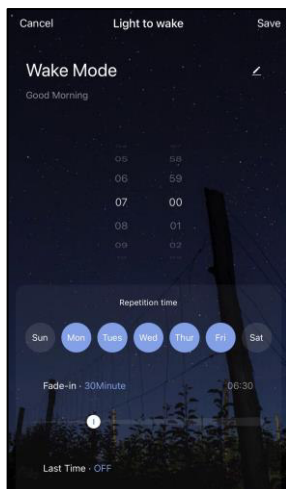 Cancel Light to wake Save
Wake Mode
Good Morning
05 58
06 59
07 00
08 01
09 02
Repetition time
Sun Mon Tues Wed Thur Fri Sat
Fade-in · 30Minute 06:30
Last Time · OFF